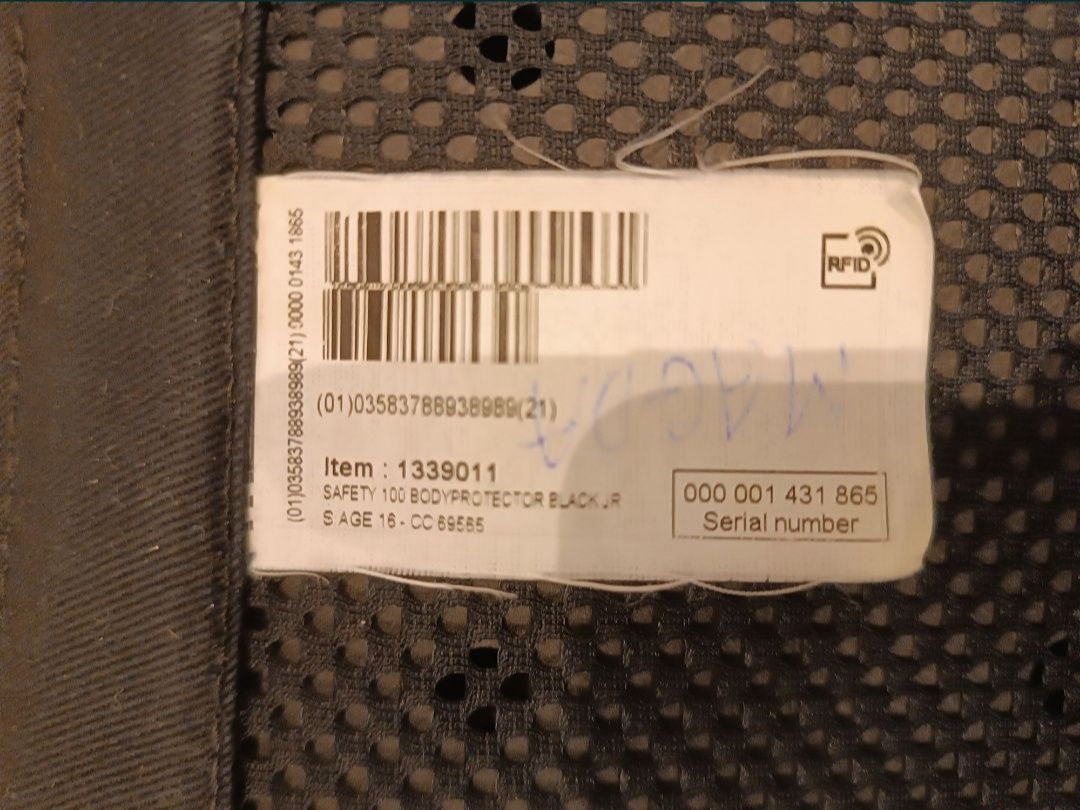 (01)03583788938989(21) 0000 0143 1865
RFID
(01)03583788938989(21)
Item : 1339011
SAFETY 100 BODYPROTECTOR BLACK JR
S AGE 16 - CC 69565
000 001 431 865
Serial number